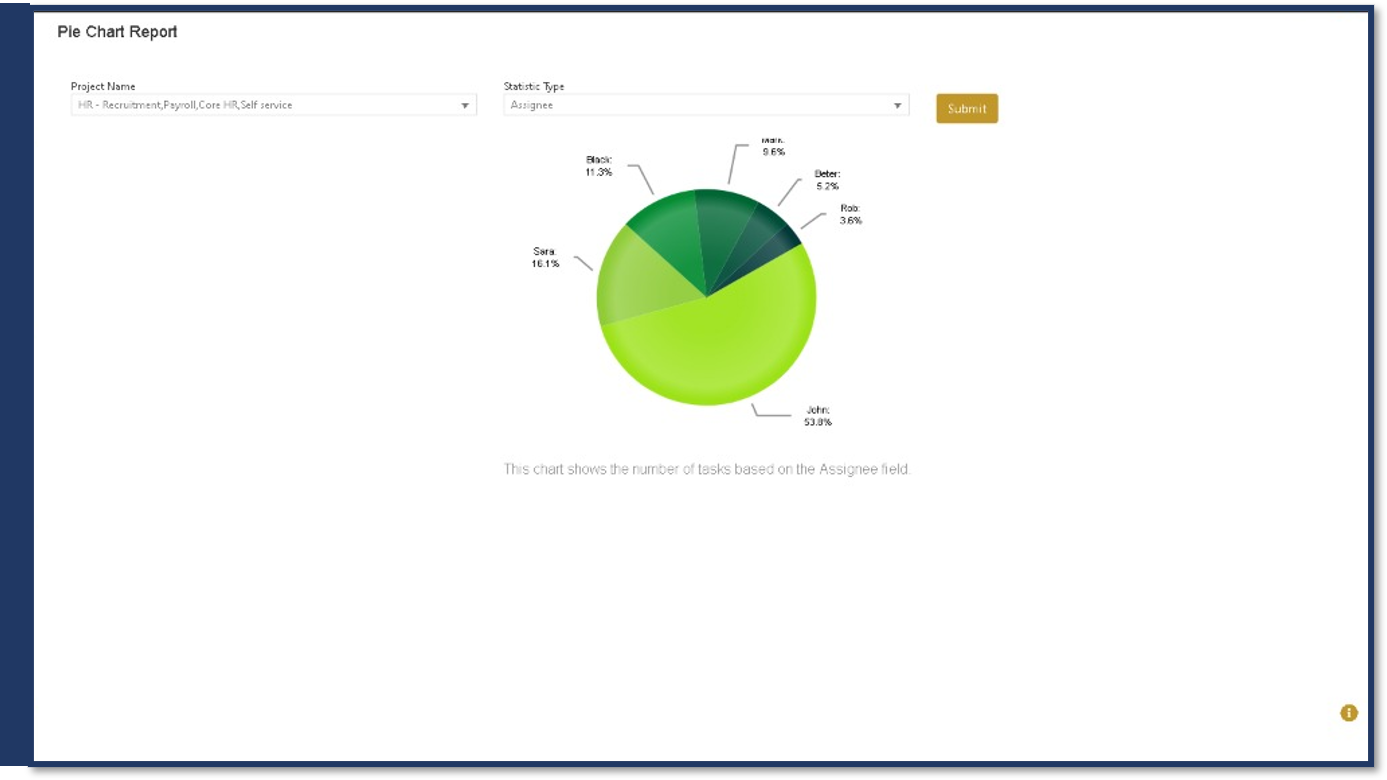 Pie Chart Report
Project Name
HR - Recruitment,Payroll,Core HR,Self service
Statistic Type
Assignee
Submit
9.6%
Black:
11.3%
Beter:
5.2%
Rob:
3.6%
Sara:
16.1%
John:
53.8%
This chart shows the number of tasks based on the Assignee field.